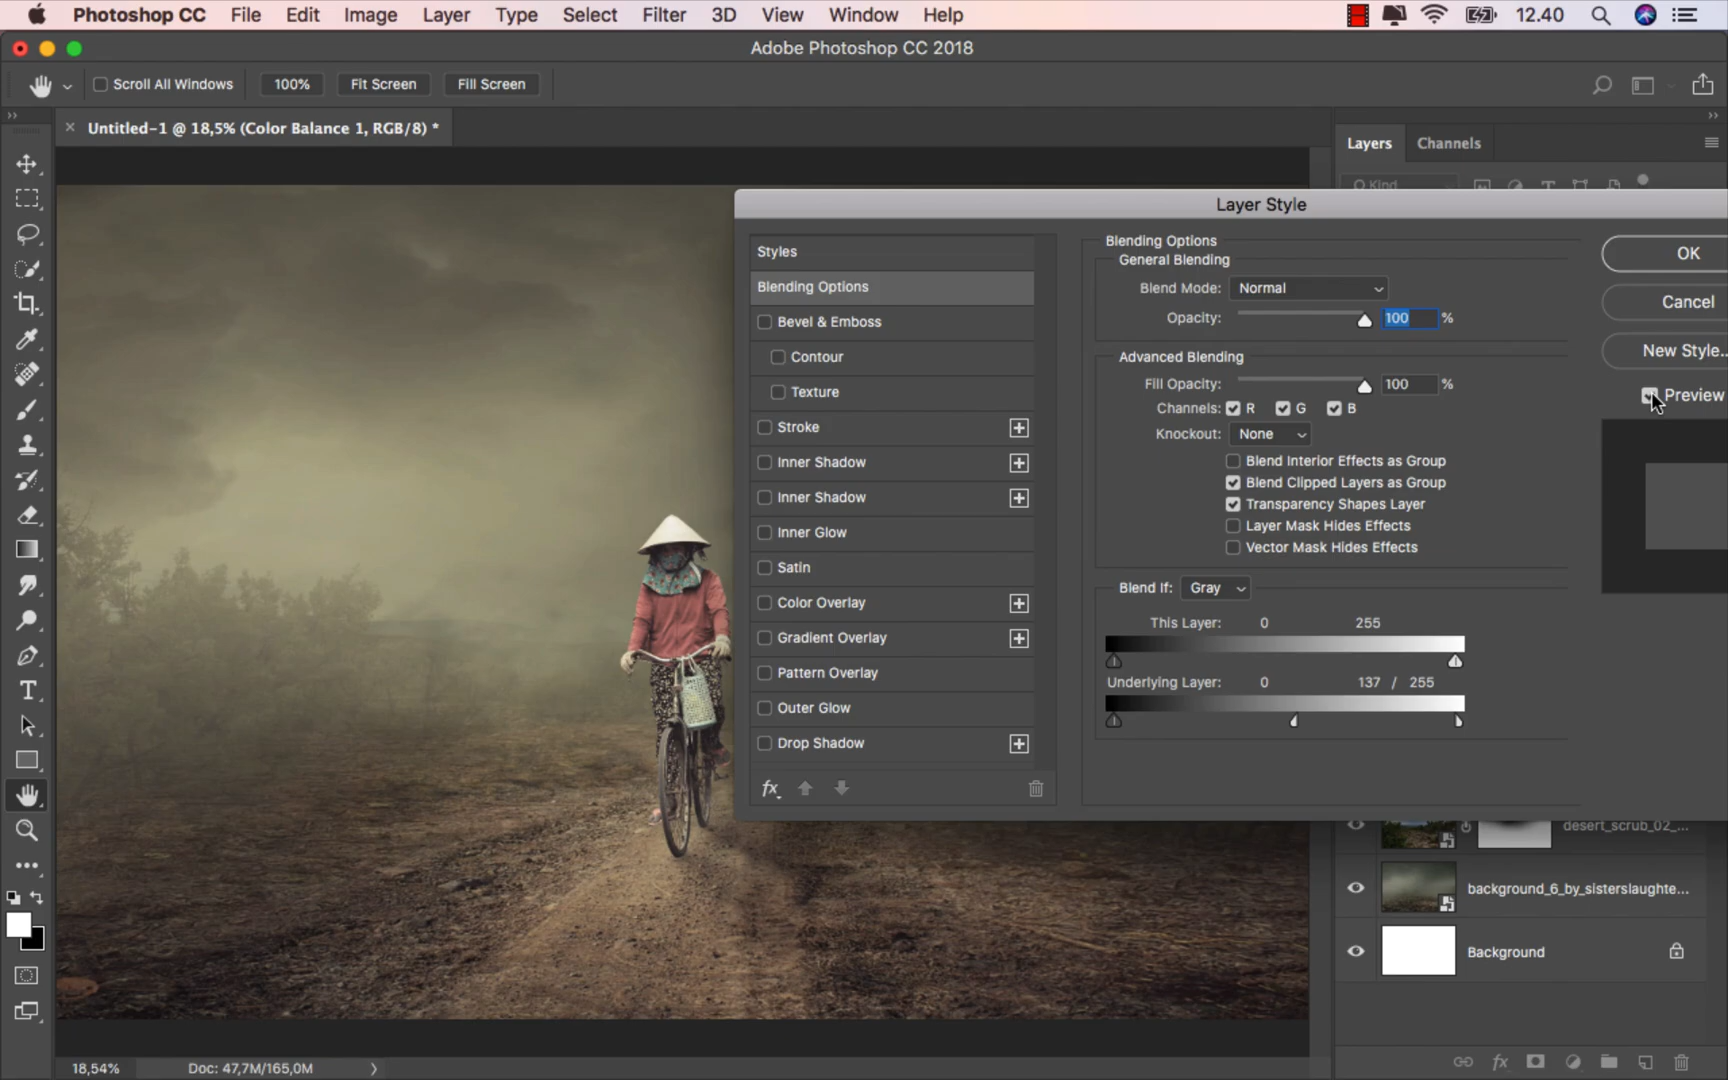 Photoshop CC File Edit Image Layer Type Select Filter 3D View Window Help 12.40
Adobe Photoshop CC 2018
Scroll All Windows 100% Fit Screen Fill Screen
Untitled-1 @ 18,5% (Color Balance 1, RGB/8) *
Layers Channels
Kind
Layer Style
Styles
Blending Options
Bevel & Emboss
Contour
Texture
Stroke
Inner Shadow
Inner Shadow
Inner Glow
Satin
Color Overlay
Gradient Overlay
Pattern Overlay
Outer Glow
Drop Shadow
fx
Blending Options
General Blending
Blend Mode: Normal
Opacity: 100 %
Advanced Blending
Fill Opacity: 100 %
Channels: R G B
Knockout: None
Blend Interior Effects as Group
Blend Clipped Layers as Group
Transparency Shapes Layer
Layer Mask Hides Effects
Vector Mask Hides Effects
Blend If: Gray
This Layer: 0 255
Underlying Layer: 0 137 / 255
OK
Cancel
New Style..
Preview
desert_scrub_02_...
background_6_by_sisterslaughte...
Background
18,54% Doc: 47,7M/165,0M
fx